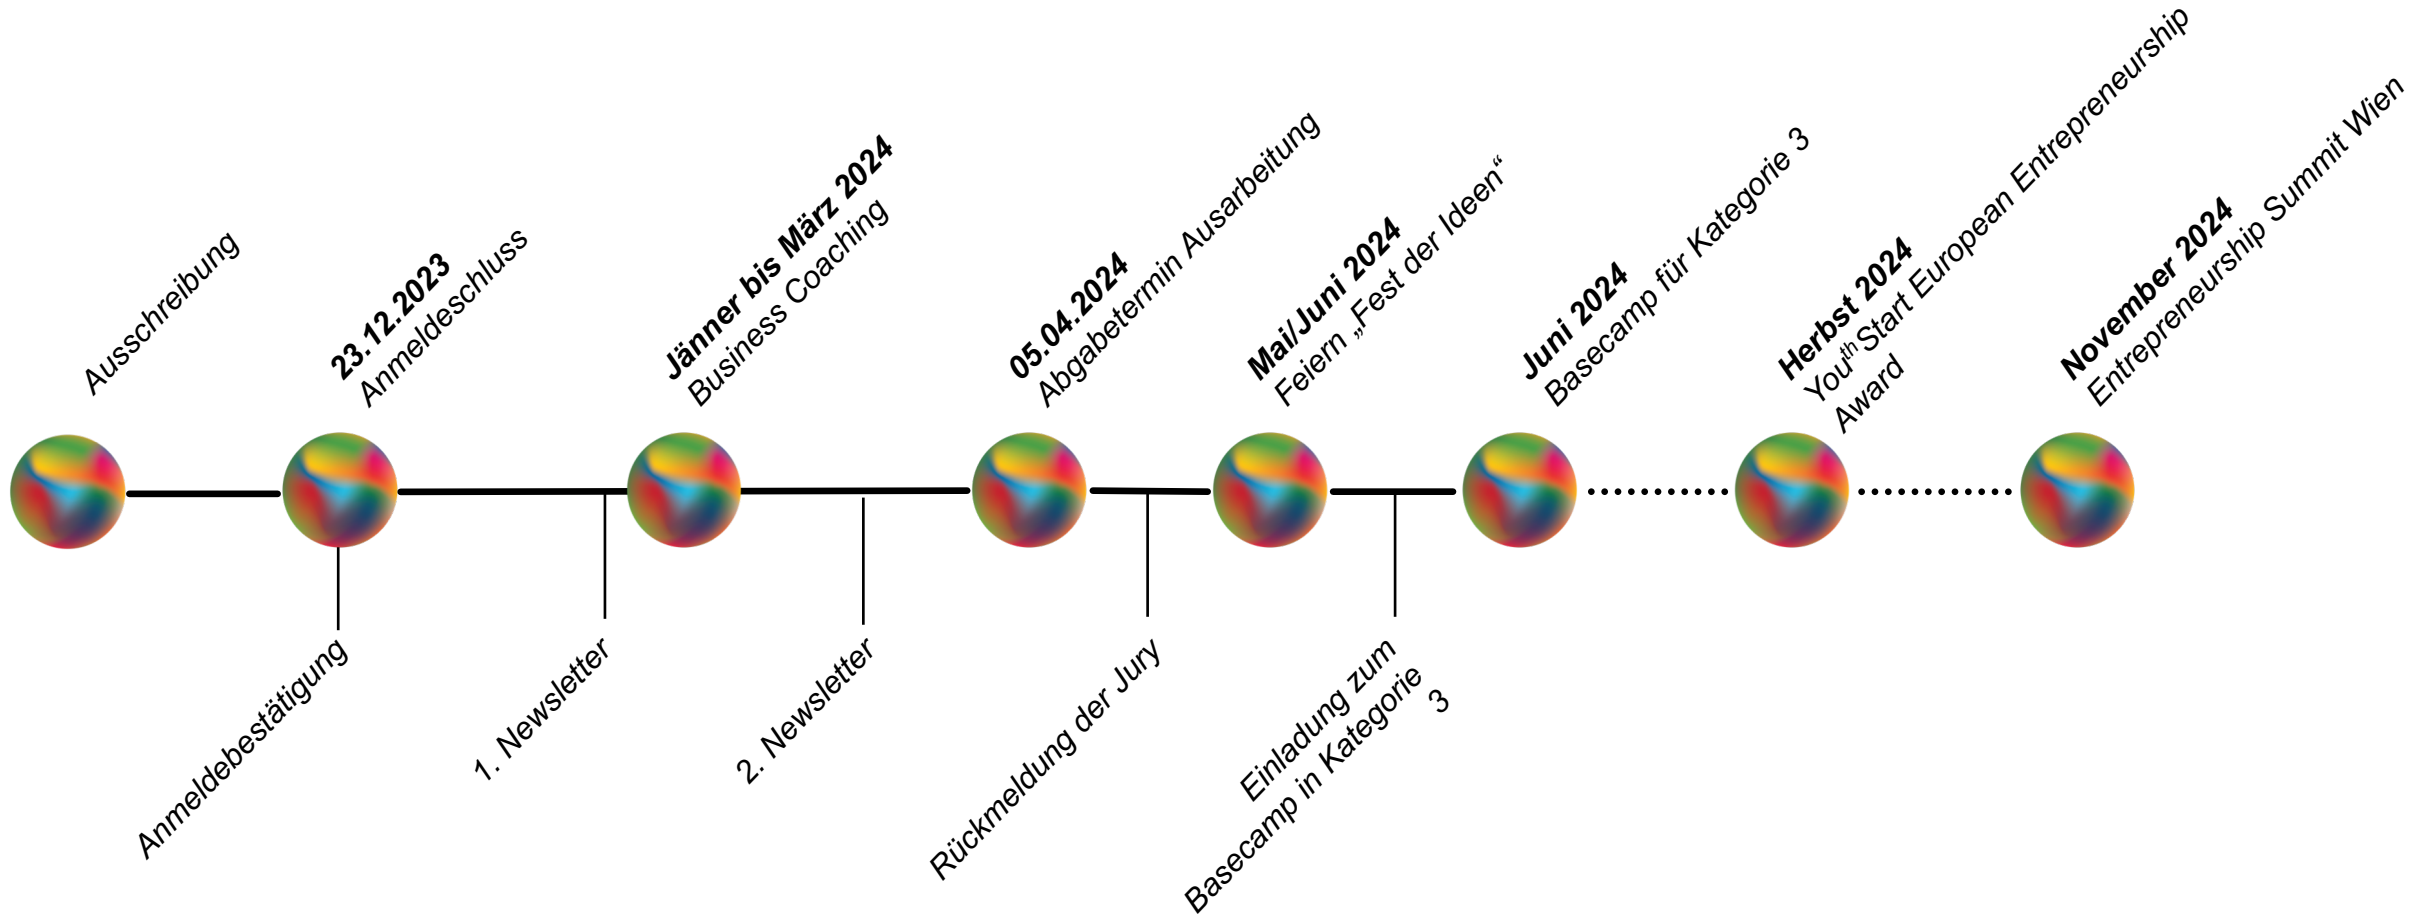 Ausschreibung
23.12.2023
Anmeldeschluss
Jänner bis März 2024
Business Coaching
05.04.2024
Abgabetermin Ausarbeitung
Mai/Juni 2024
Feiern „Fest der Ideen“
Juni 2024
Basecamp für Kategorie 3
Herbst 2024
Youth Start European Entrepreneurship
Award
November 2024
Entrepreneurship Summit Wien
Anmeldebestätigung
1. Newsletter
2. Newsletter
Rückmeldung der Jury
Einladung zum
Basecamp in Kategorie
3